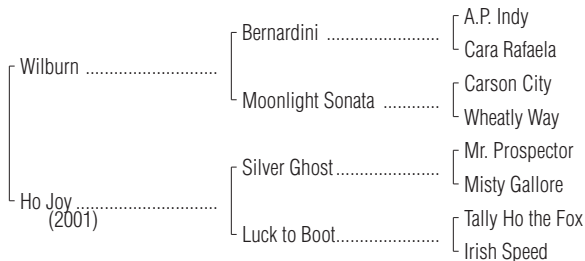 A.P. Indy
Bernardini ........................
Cara Rafaela
Wilburn ............................
Carson City
Moonlight Sonata ............
Wheatly Way
Mr. Prospector
Silver Ghost......................
Misty Gallore
Ho Joy..............................
(2001)
Tally Ho the Fox
Luck to Boot.....................
Irish Speed